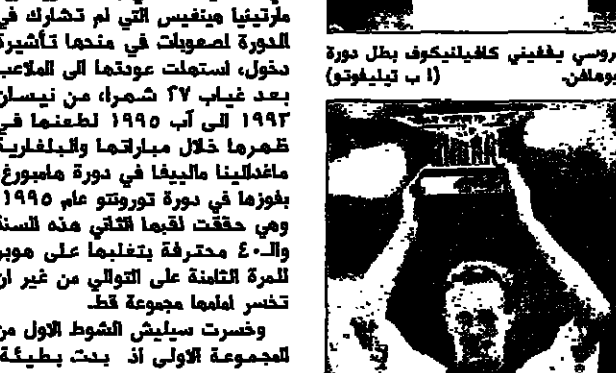 مارتينيا هينغيس التي لم تشارك في
الدورة لصعوبات في منحها تأشيرة
دخول، استهلت عودتها الى الملاعب
بعد غياب ٢٧ شهرا، من نيسان
١٩٩٣ الى آب ١٩٩٥ لطعنها في
ظهرها خلال مباراتها والبلغارية
ماغدالينا مالييفا في دورة هامبورغ
بفوزها في دورة تورونتو عام ١٩٩٥
وهي حققت لقبها الثاني هذه السنة
والـ٤٠ محترفة بتغلبها على هوبر
للمرة الثامنة على التوالي من غير ان
تخسر امامها مجموعة قط.
وخسرت سيليش الشوط الاول من
المجموعة الاولى اذ بدت بطيئة
روسي يفغيني كافيلنيكوف بطل دورة
يوهافن. (ا ب تيليفوتو)